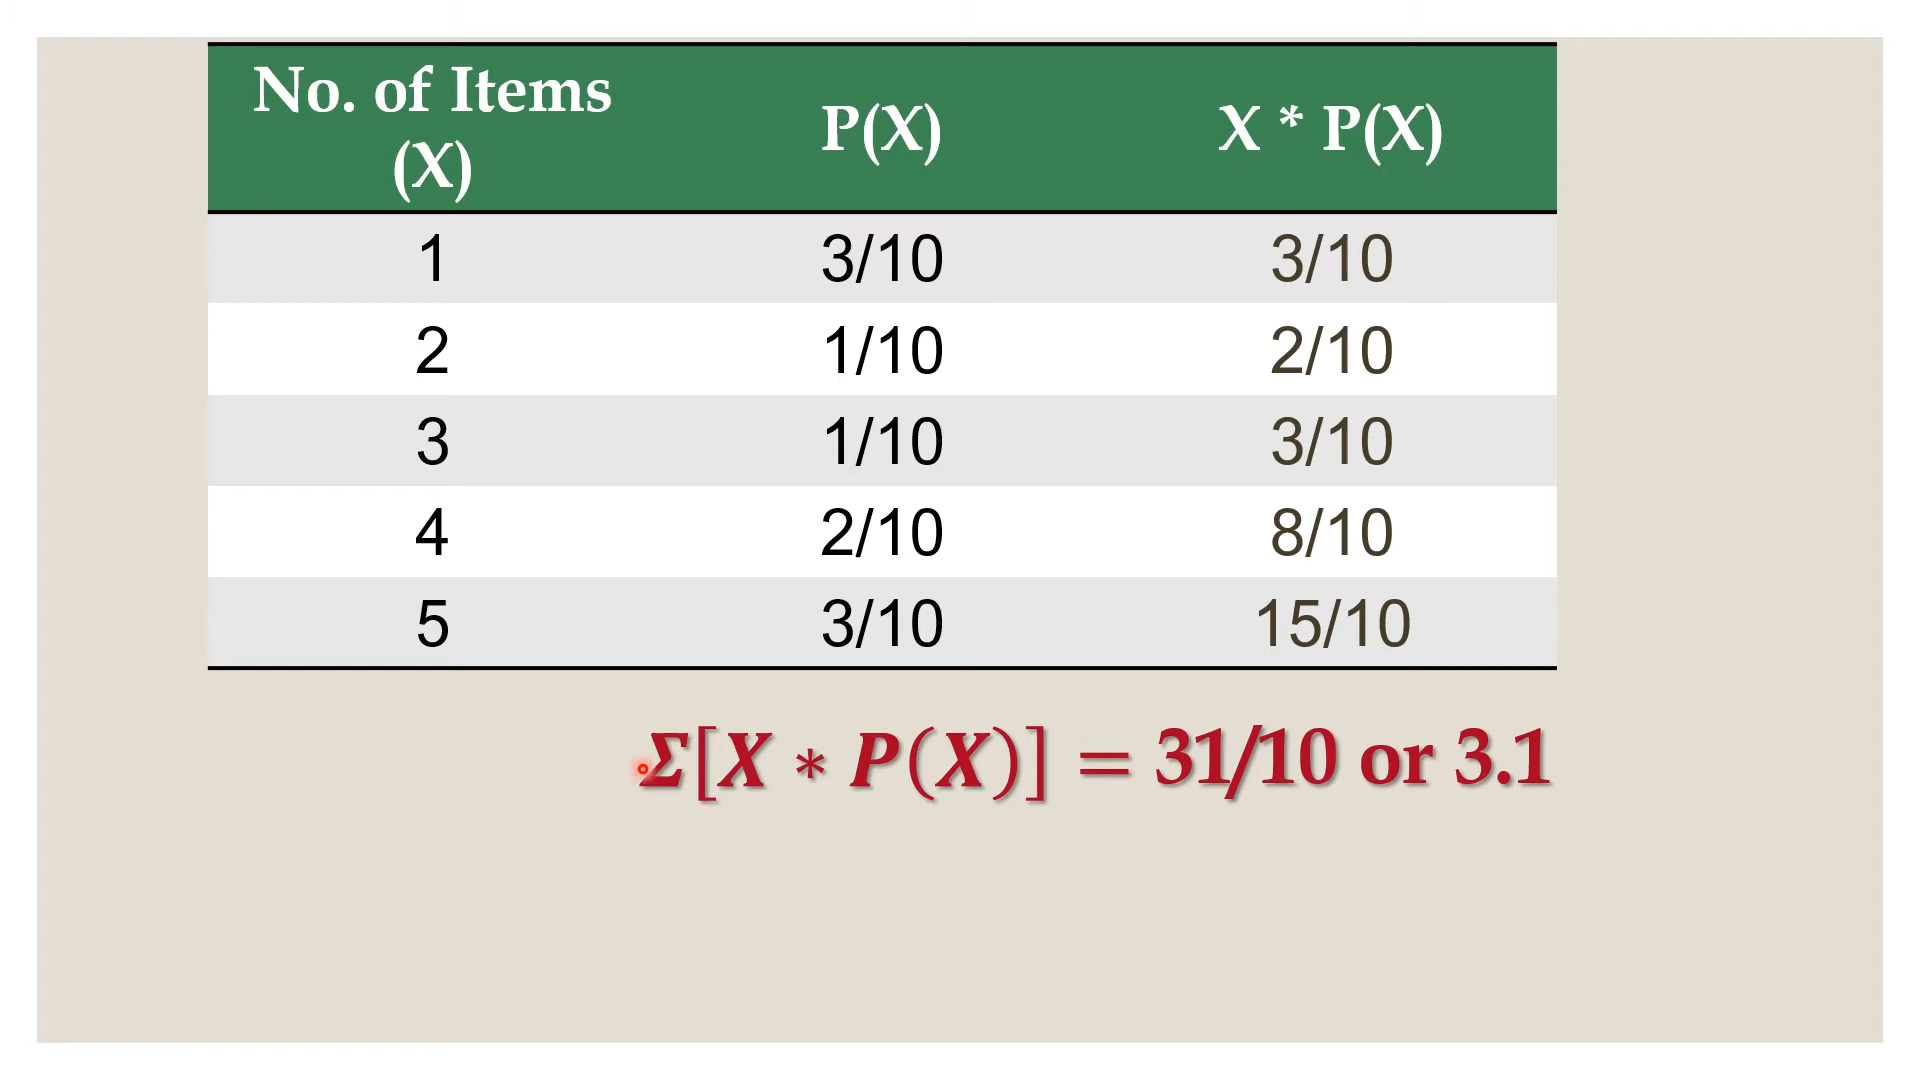 No. of Items (X) P(X) X * P(X)
1 3/10 3/10
2 1/10 2/10
3 1/10 3/10
4 2/10 8/10
5 3/10 15/10
Σ[X ∗ P(X)] = 31/10 or 3.1